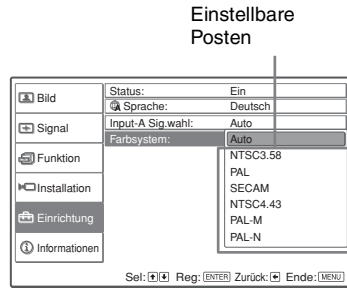 Einstellbare
Posten
Bild
Signal
Funktion
Installation
Einrichtung
Informationen
Status: Ein
Sprache: Deutsch
Input-A Sig.wahl: Auto
Farbsystem: Auto
NTSC3.58
PAL
SECAM
NTSC4.43
PAL-M
PAL-N
Sel: Reg: ENTER Zurück: Ende: MENU